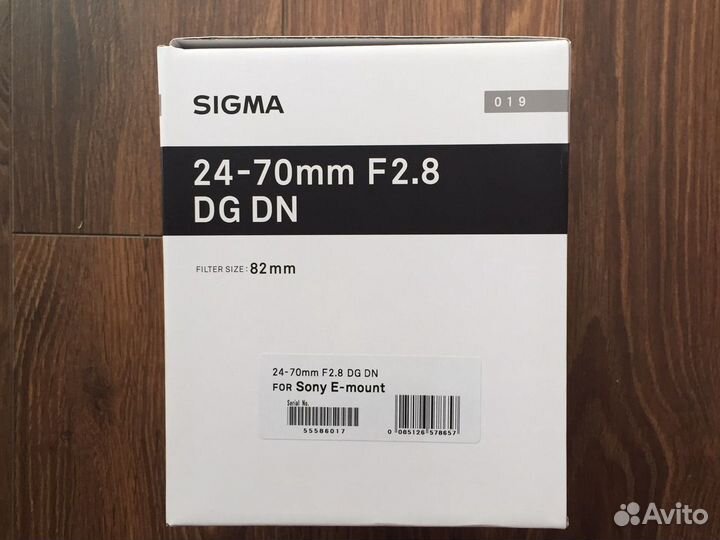 SIGMA
019
24-70mm F2.8
DG DN
FILTER SIZE: 82mm
24-70mm F2.8 DG DN
FOR Sony E-mount
Serial No.
55586017
0 085126 578657
Avito